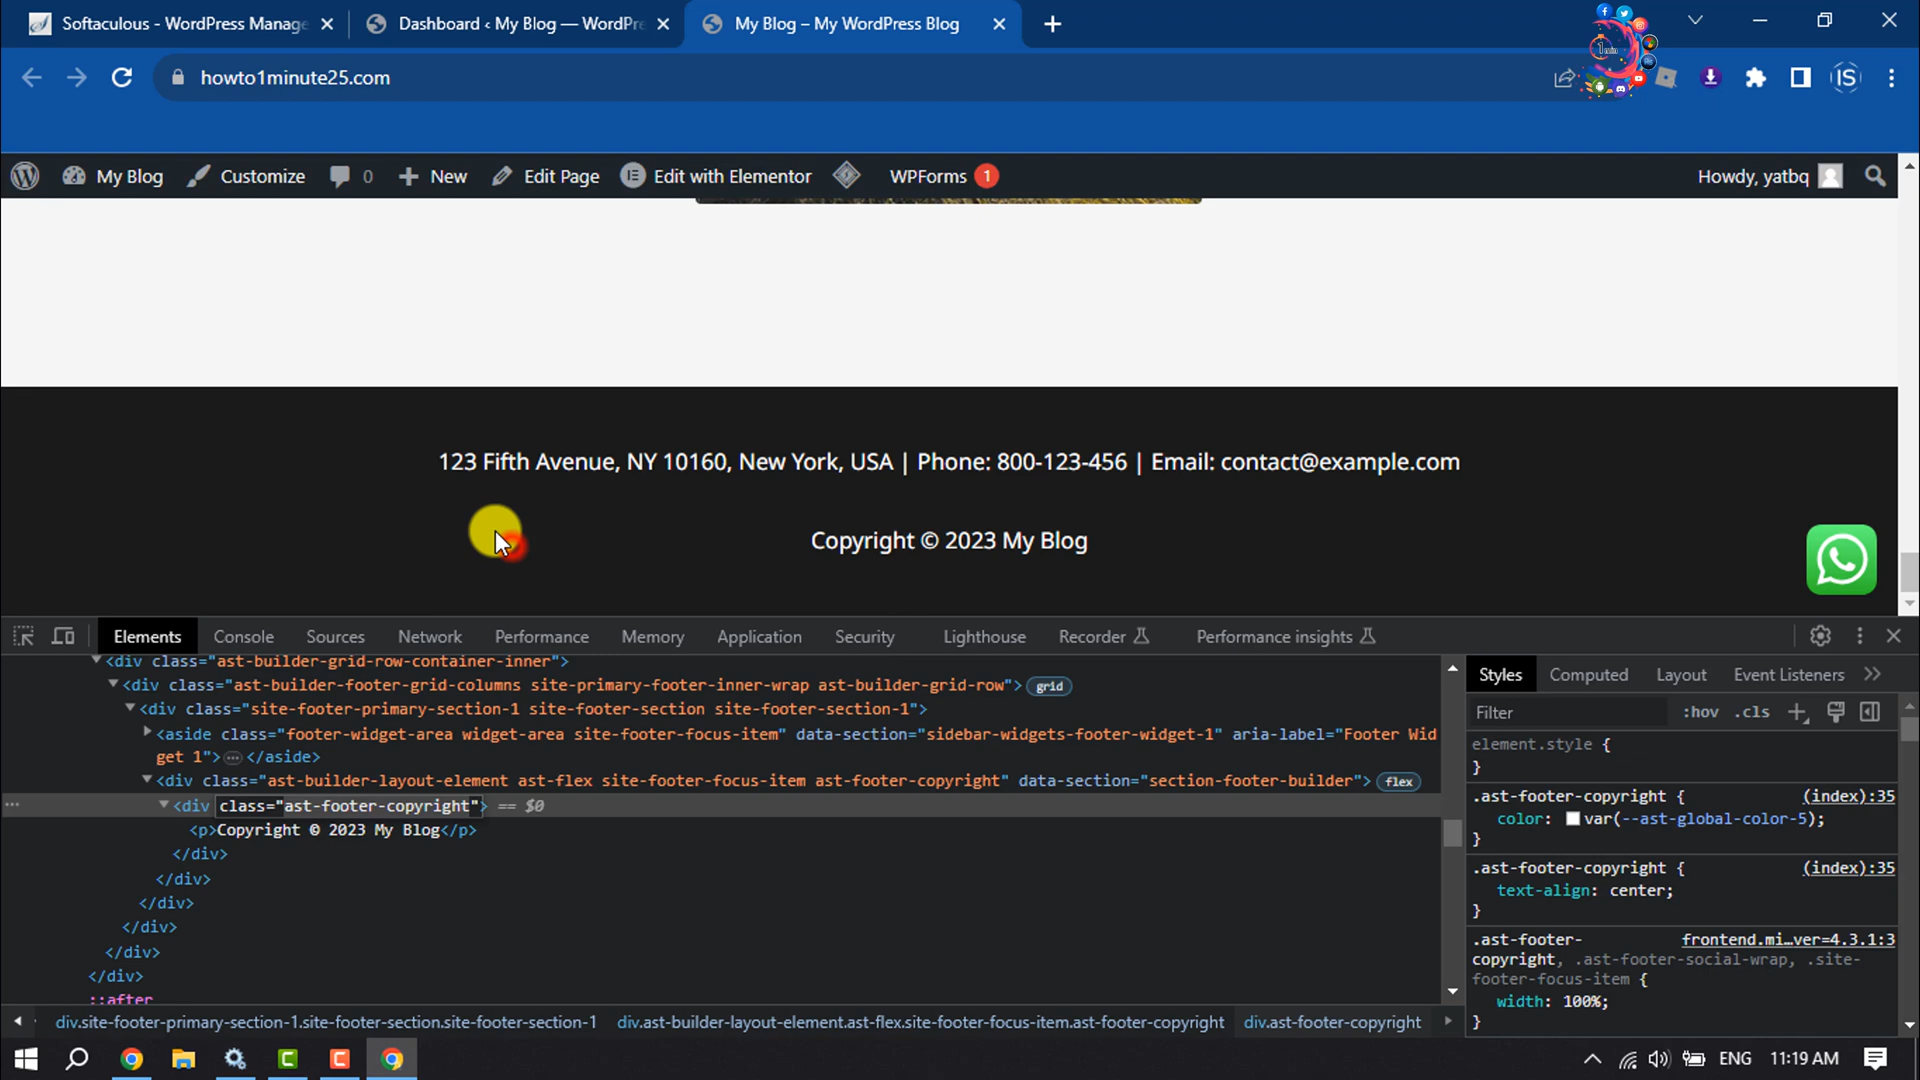 Softaculous - WordPress Manage
Dashboard ‹ My Blog — WordPre
My Blog – My WordPress Blog
howto1minute25.com
IS
1min
My Blog
Customize
0
New
Edit Page
Edit with Elementor
WPForms 1
Howdy, yatbq
123 Fifth Avenue, NY 10160, New York, USA | Phone: 800-123-456 | Email: contact@example.com
Copyright © 2023 My Blog
Elements Console Sources Network Performance Memory Application Security Lighthouse Recorder Performance insights
<div class="ast-builder-grid-row-container-inner">
<div class="ast-builder-footer-grid-columns site-primary-footer-inner-wrap ast-builder-grid-row"> grid
<div class="site-footer-primary-section-1 site-footer-section site-footer-section-1">
<aside class="footer-widget-area widget-area site-footer-focus-item" data-section="sidebar-widgets-footer-widget-1" aria-label="Footer Wid
get 1"> … </aside>
<div class="ast-builder-layout-element ast-flex site-footer-focus-item ast-footer-copyright" data-section="section-footer-builder"> flex
… <div class="ast-footer-copyright"> == $0
<p>Copyright © 2023 My Blog</p>
</div>
</div>
</div>
</div>
</div>
</div>
::after
div.site-footer-primary-section-1.site-footer-section.site-footer-section-1 div.ast-builder-layout-element.ast-flex.site-footer-focus-item.ast-footer-copyright div.ast-footer-copyright
Styles Computed Layout Event Listeners »
Filter :hov .cls +
element.style {
}
.ast-footer-copyright { (index):35
color: var(--ast-global-color-5);
}
.ast-footer-copyright { (index):35
text-align: center;
}
.ast-footer- frontend.mi…ver=4.3.1:3
copyright, .ast-footer-social-wrap, .site-
footer-focus-item {
width: 100%;
}
ENG 11:19 AM